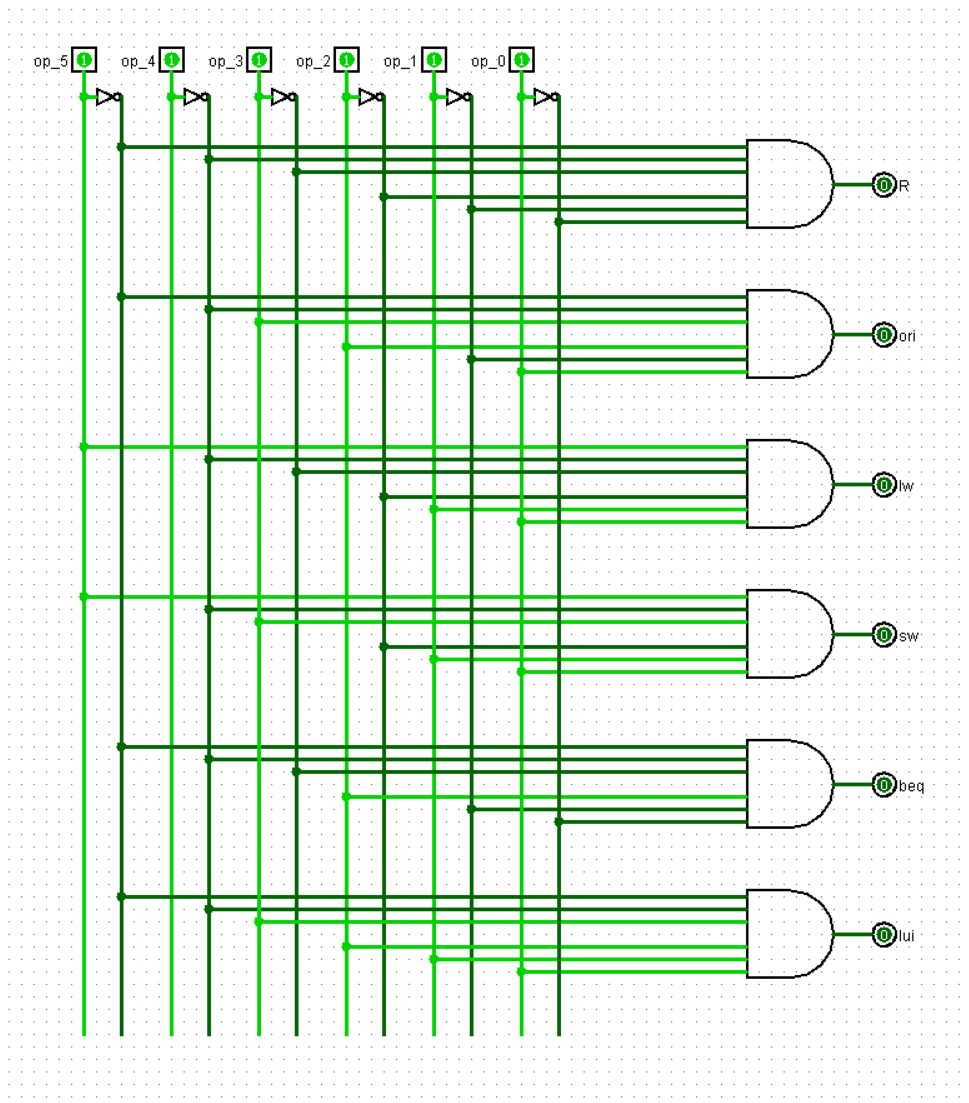 op_5 1 op_4 1 op_3 1 op_2 1 op_1 1 op_0 1
0 R
0 ori
0 lw
0 sw
0 beq
0 lui